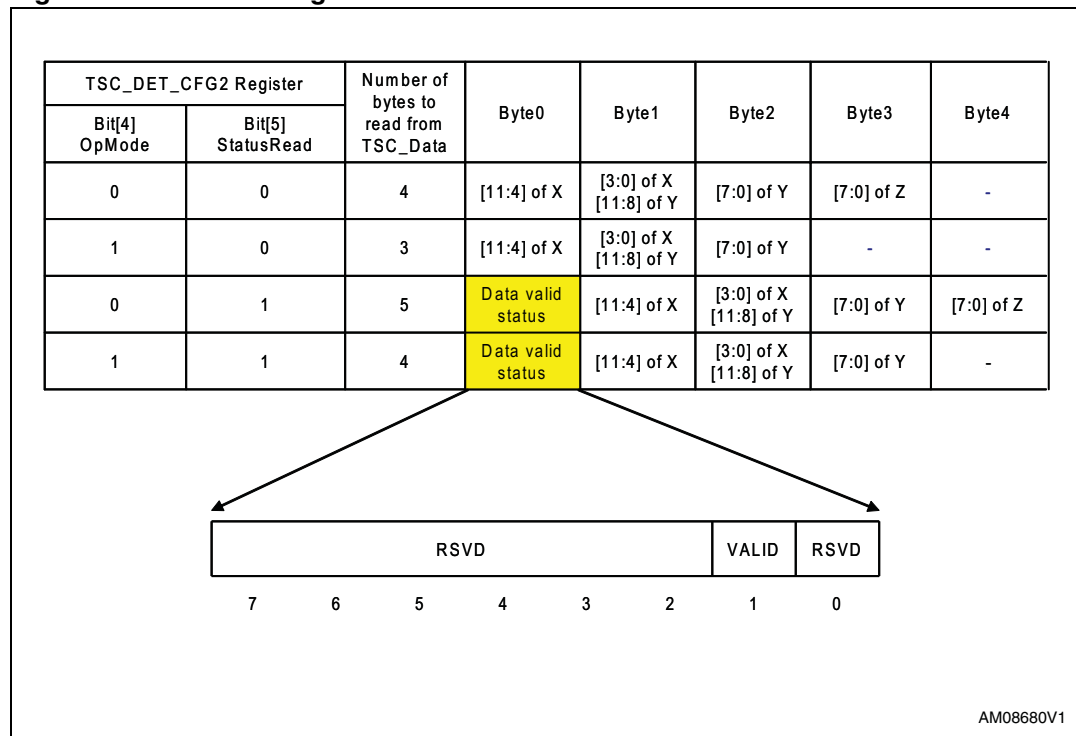 TSC_DET_CFG2 Register
Number of bytes to read from TSC_Data
Byte0
Byte1
Byte2
Byte3
Byte4
Bit[4] OpMode
Bit[5] StatusRead
0
0
4
[11:4] of X
[3:0] of X
[11:8] of Y
[7:0] of Y
[7:0] of Z
-
1
0
3
[11:4] of X
[3:0] of X
[11:8] of Y
[7:0] of Y
-
-
0
1
5
Data valid status
[11:4] of X
[3:0] of X
[11:8] of Y
[7:0] of Y
[7:0] of Z
1
1
4
Data valid status
[11:4] of X
[3:0] of X
[11:8] of Y
[7:0] of Y
-
RSVD
VALID
RSVD
7 6 5 4 3 2 1 0
AM08680V1